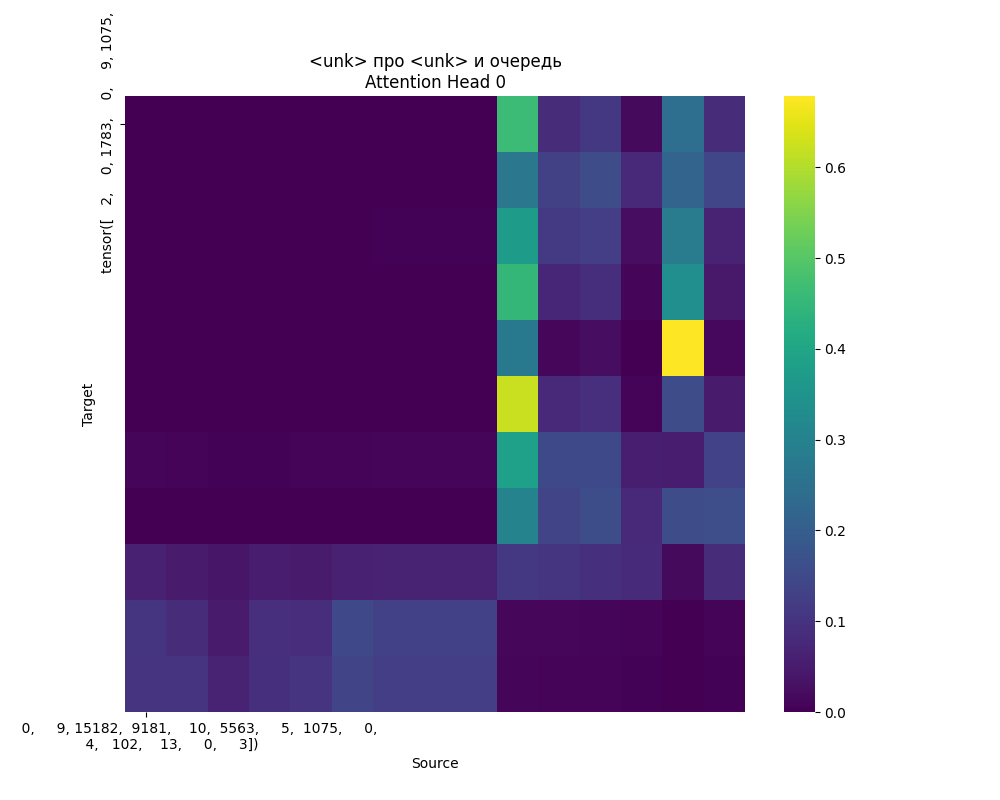 <unk> про <unk> и очередь
Attention Head 0
tensor([    2,    0, 1783,    0,    9, 1075,
Target
0.6
0.5
0.4
0.3
0.2
0.1
0.0
0,     9, 15182,  9181,    10,  5563,     5,  1075,     0,
4,   102,    13,     0,     3])
Source